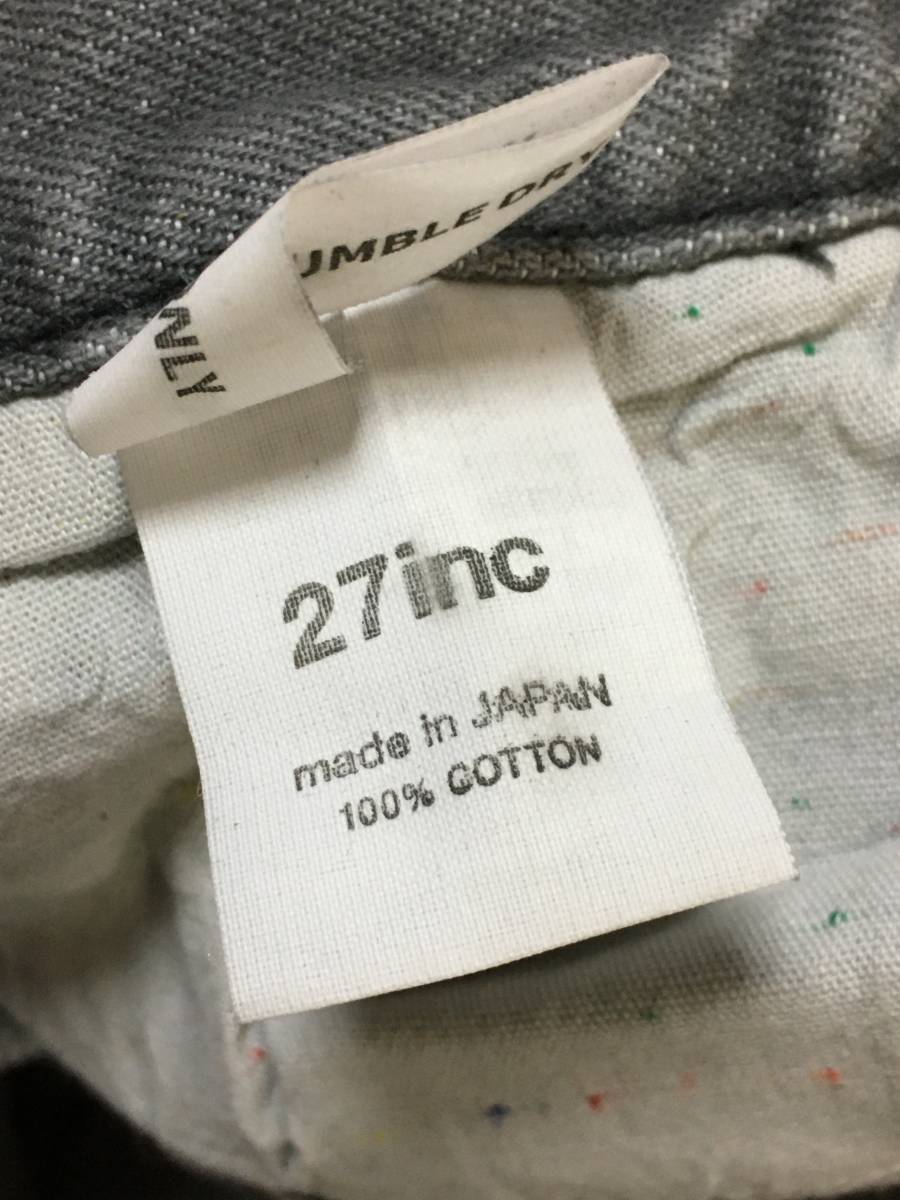 UMBLE DRY
NLY
27inc
made in JAPAN
100% COTTON